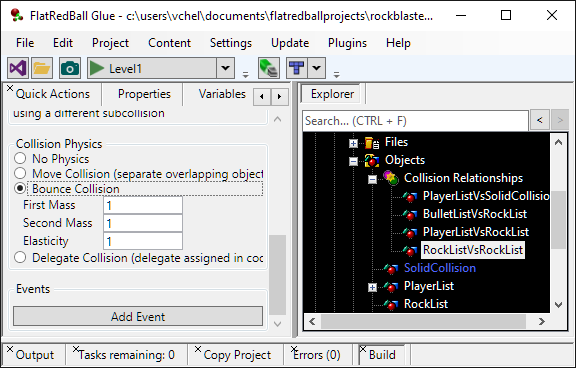 FlatRedBall Glue - c:\users\vchel\documents\flatredballprojects\rockblaste...
File Project Content Settings Update Plugins Help
Level1
Quick Actions Properties Variables
using a different subcollision
Collision Physics
No Physics
Move Collision (separate overlapping object
Bounce Collision
First Mass 1
Second Mass 1
Elasticity 1
Delegate Collision (delegate assigned in coc
Events
Add Event
Explorer
Search... (CTRL + F) < >
Files
Objects
Collision Relationships
PlayerListVsSolidCollisio
BulletListVsRockList
PlayerListVsRockList
RockListVsRockList
SolidCollision
PlayerList
RockList
Output Tasks remaining: 0 Copy Project Errors (0) Build